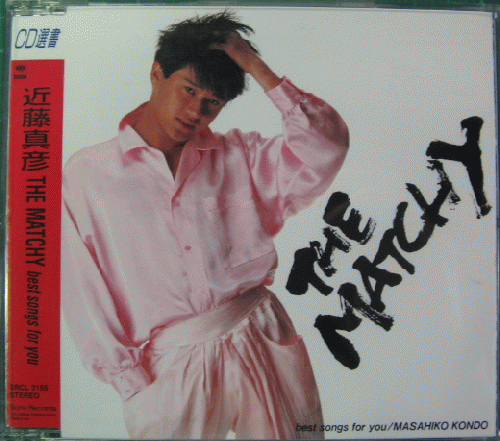 CD選書
近藤真彦 THE MATCHY best songs for you
SRCL 2155
STEREO
Sony Records
THE
MATCHY
best songs for you/MASAHIKO KONDO